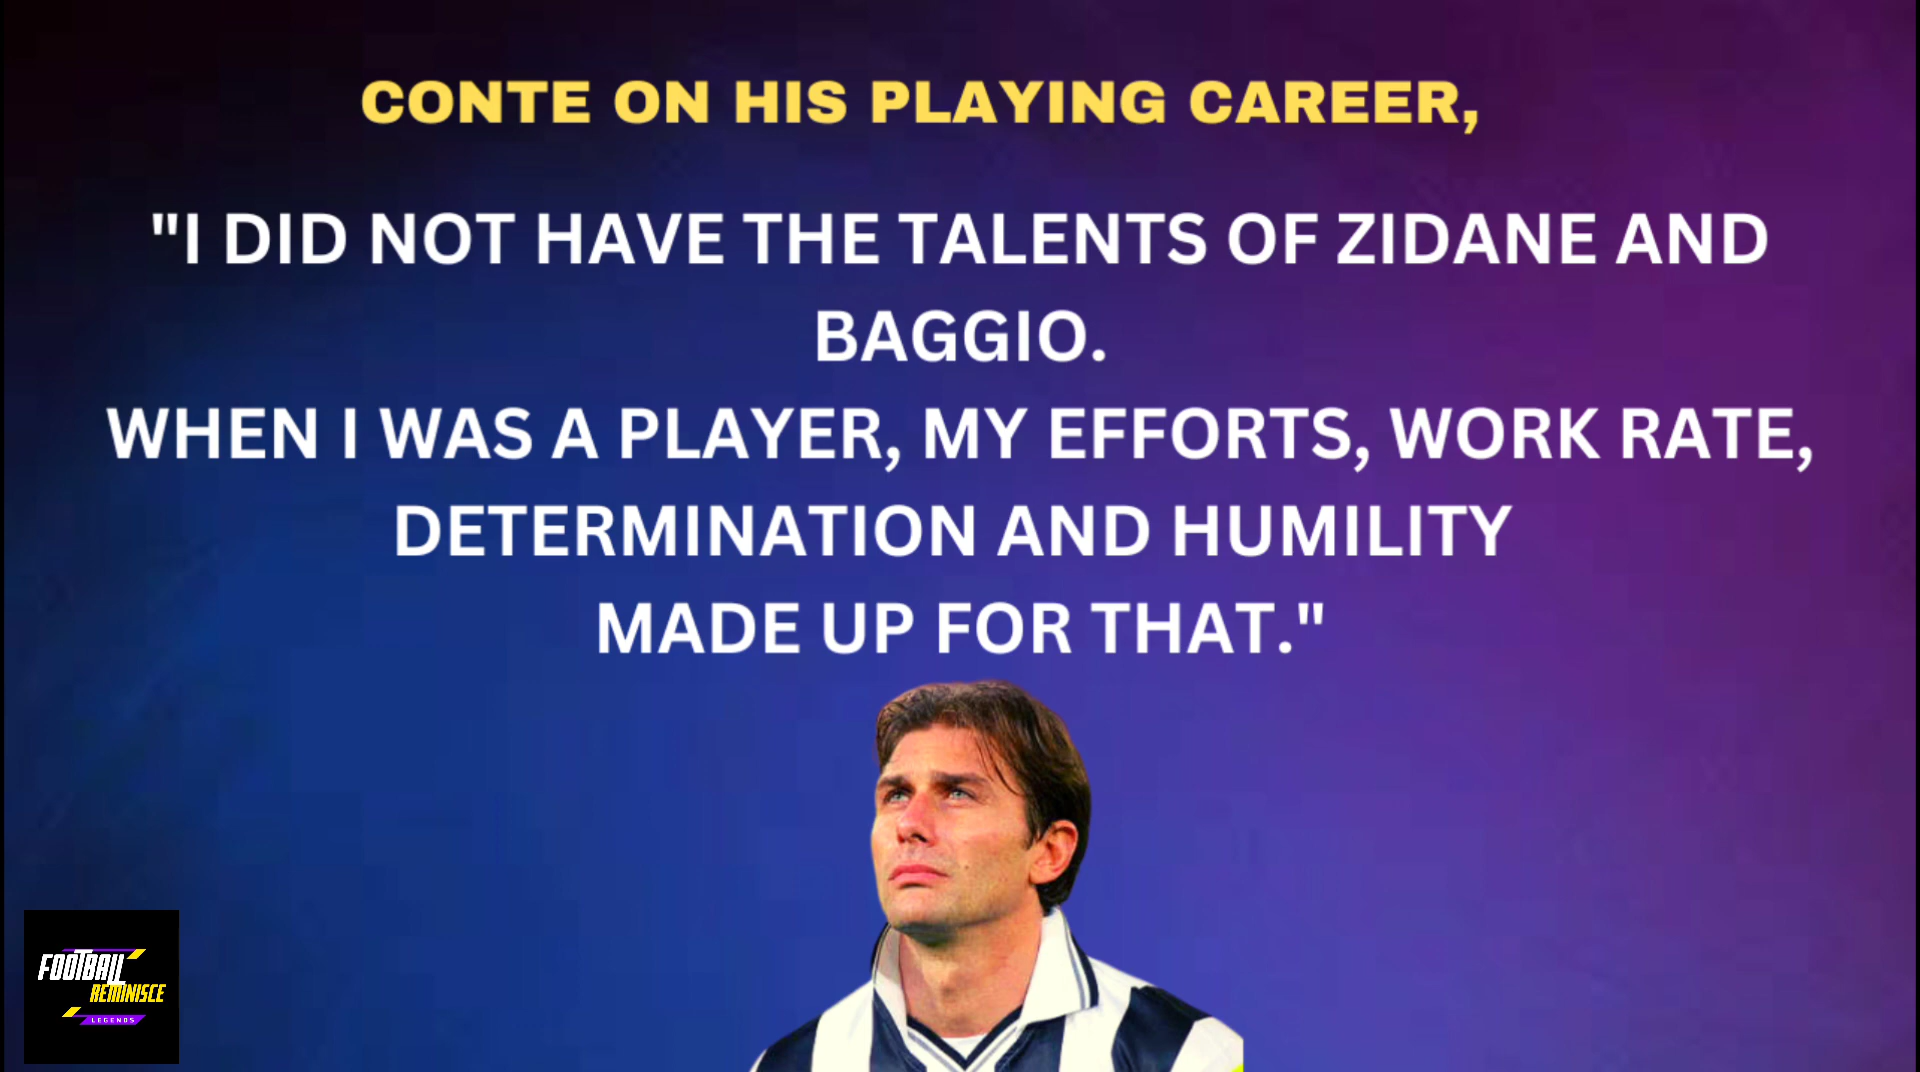 CONTE ON HIS PLAYING CAREER,
"I DID NOT HAVE THE TALENTS OF ZIDANE AND
BAGGIO.
WHEN I WAS A PLAYER, MY EFFORTS, WORK RATE,
DETERMINATION AND HUMILITY
MADE UP FOR THAT."
FOOTBALL
REMINISCE
LEGENDS